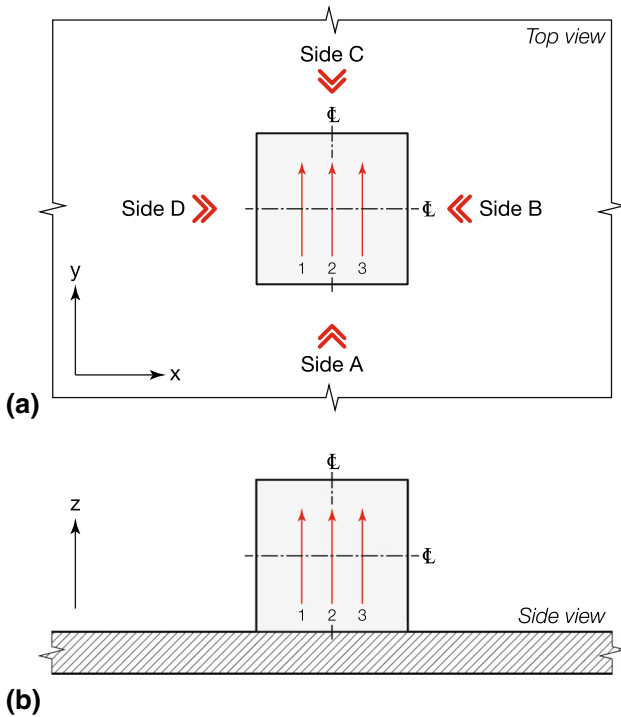 Top view
Side C
℄
Side D
℄
Side B
1 2 3
y
x
Side A
(a)
℄
z
℄
1 2 3
Side view
(b)